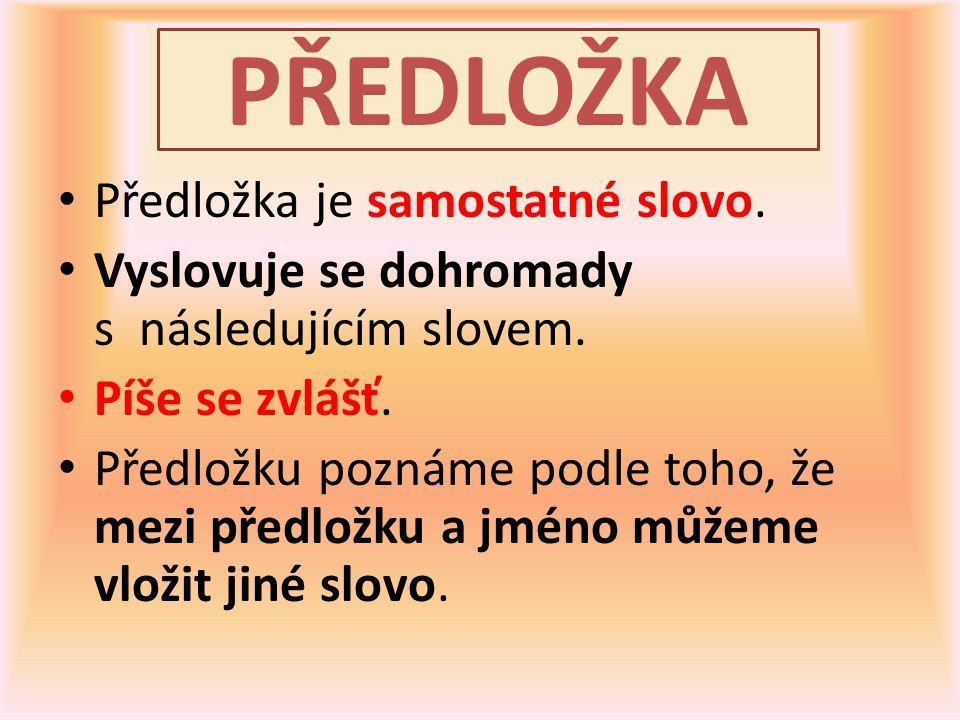 PŘEDLOŽKA
• Předložka je samostatné slovo.
• Vyslovuje se dohromady
s  následujícím slovem.
• Píše se zvlášť.
• Předložku poznáme podle toho, že
mezi předložku a jméno můžeme
vložit jiné slovo.